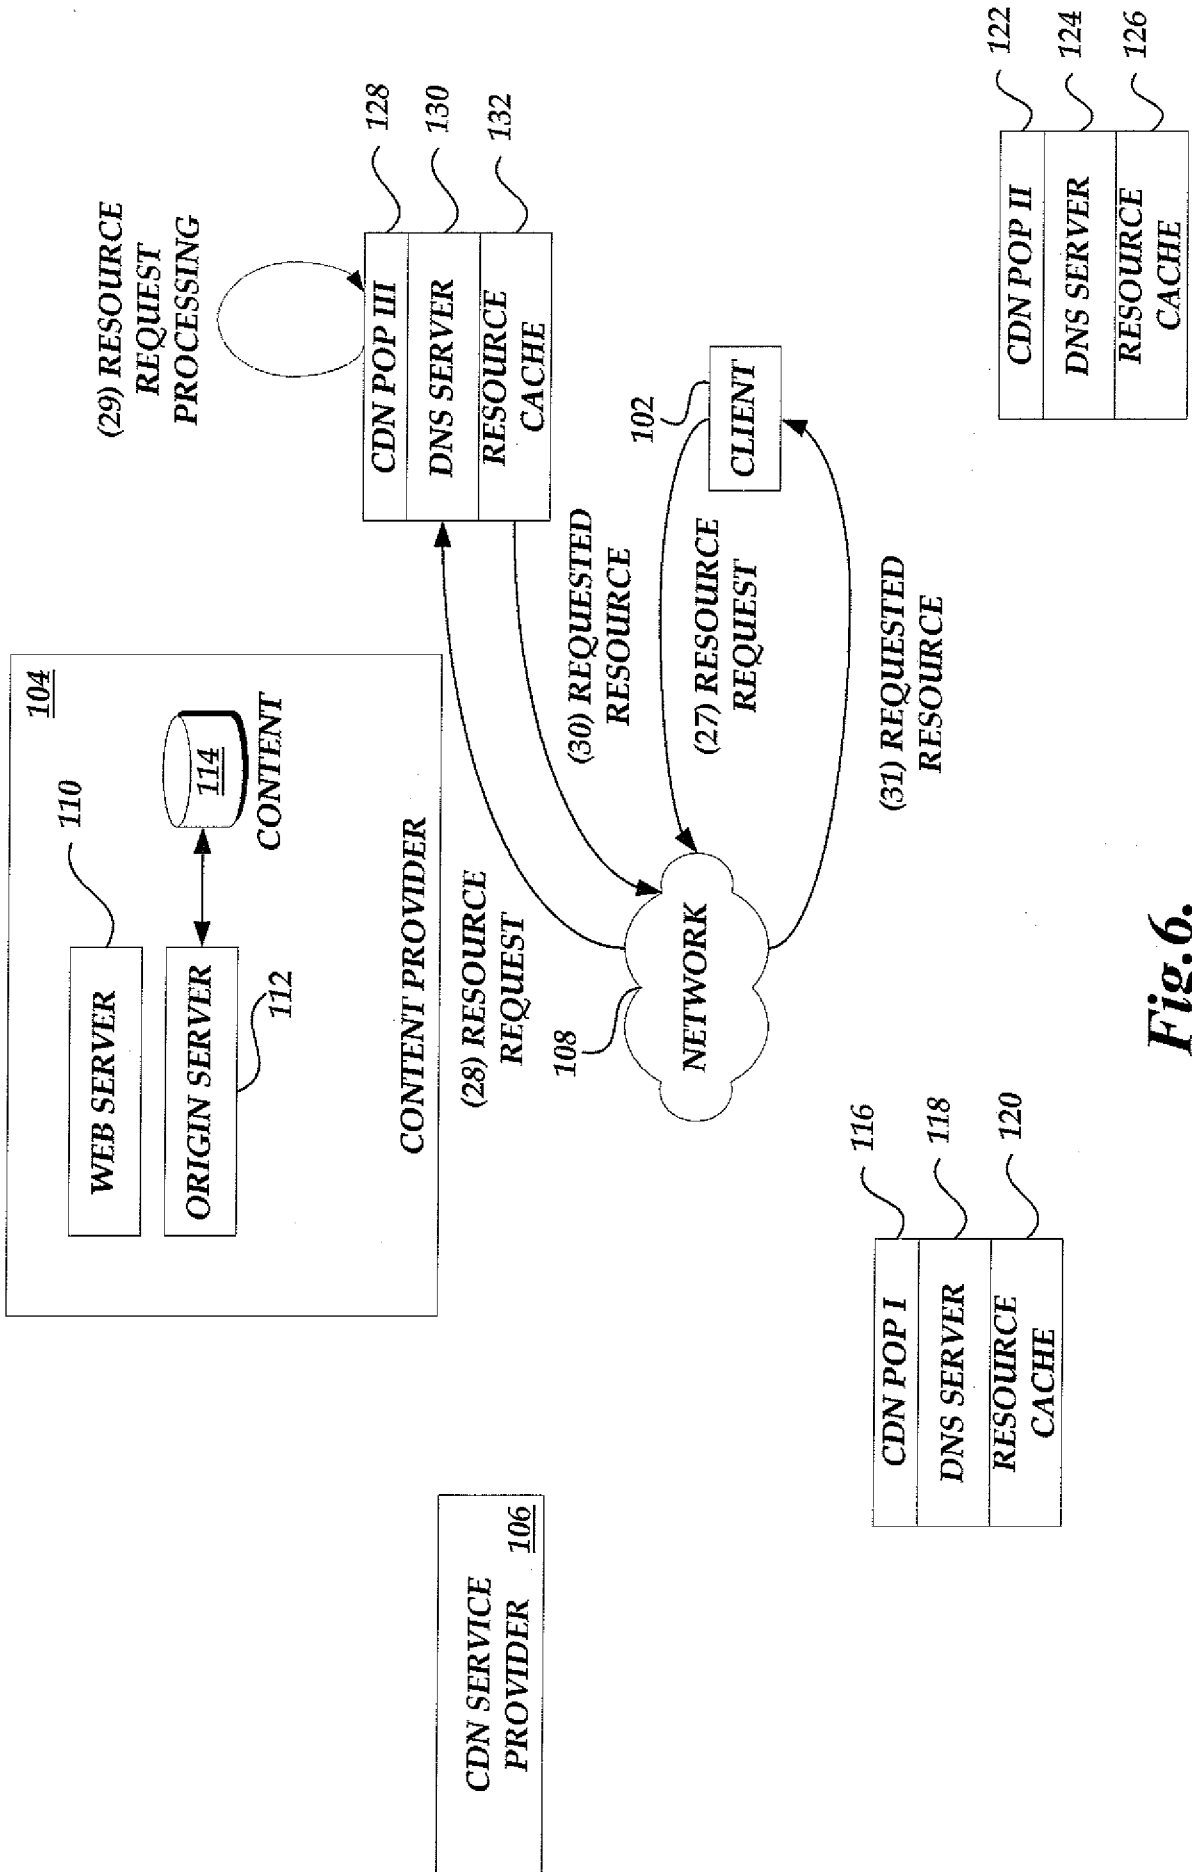 CDN SERVICE
PROVIDER
106
104
WEB SERVER
110
ORIGIN SERVER
112
114
CONTENT
CONTENT PROVIDER
(29) RESOURCE
REQUEST
PROCESSING
CDN POP III
DNS SERVER
RESOURCE
CACHE
128
130
132
(28) RESOURCE
REQUEST
(30) REQUESTED
RESOURCE
108
NETWORK
(27) RESOURCE
REQUEST
102
CLIENT
(31) REQUESTED
RESOURCE
CDN POP I
DNS SERVER
RESOURCE
CACHE
116
118
120
CDN POP II
DNS SERVER
RESOURCE
CACHE
122
124
126
Fig.6.